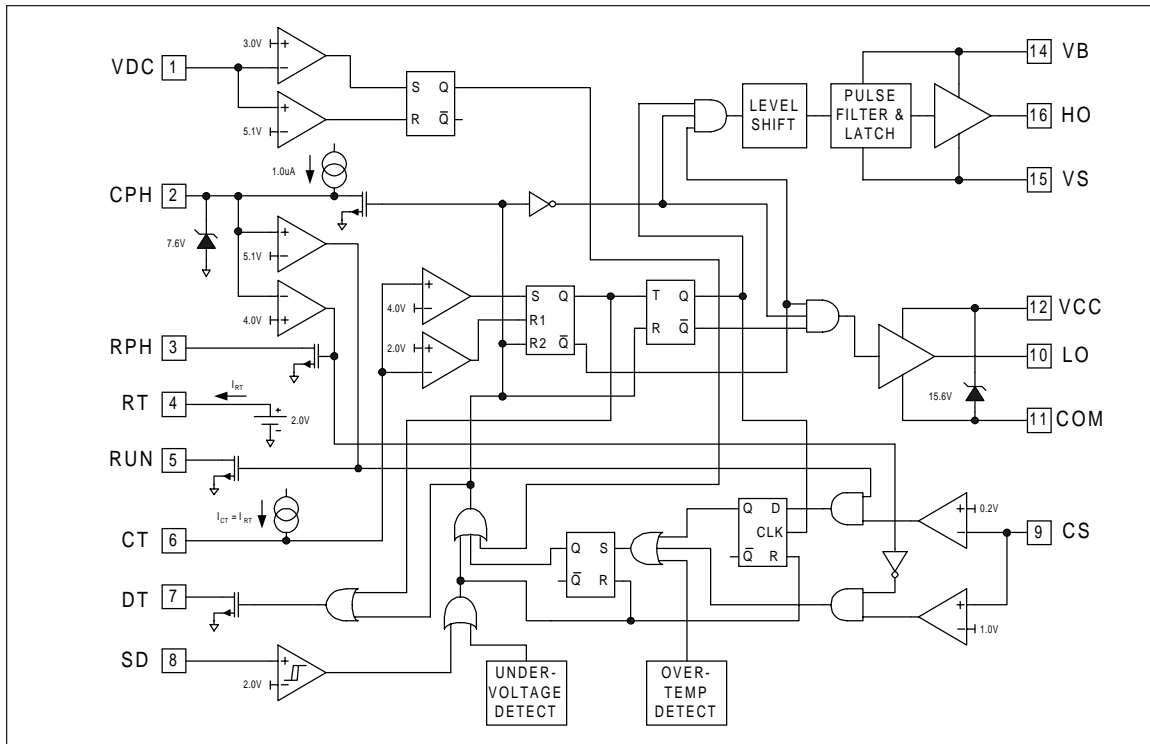 VDC 1
3.0V
5.1V
S Q
R Q̅
CPH 2
1.0uA
7.6V
5.1V
4.0V
RPH 3
RT 4
I_RT
2.0V
RUN 5
CT 6
I_CT = I_RT
DT 7
SD 8
2.0V
4.0V
2.0V
S Q
R1
R2 Q̅
T Q
R Q̅
LEVEL
SHIFT
PULSE
FILTER &
LATCH
14 VB
16 HO
15 VS
12 VCC
10 LO
15.6V
11 COM
Q D
CLK
Q̅ R
Q S
Q̅ R
0.2V
9 CS
1.0V
UNDER-
VOLTAGE
DETECT
OVER-
TEMP
DETECT